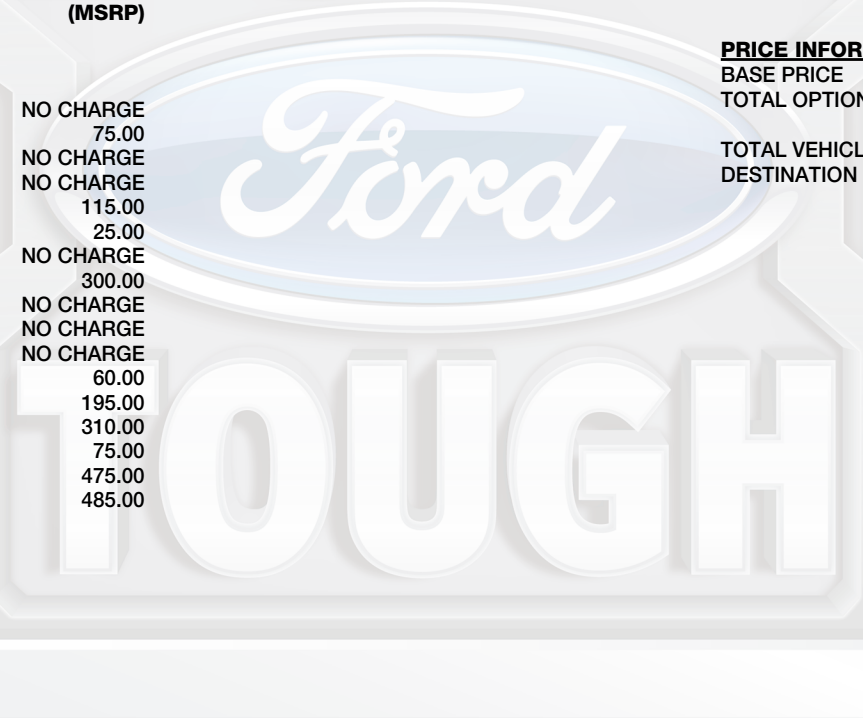 (MSRP)
NO CHARGE
75.00
NO CHARGE
NO CHARGE
115.00
25.00
NO CHARGE
300.00
NO CHARGE
NO CHARGE
NO CHARGE
60.00
195.00
310.00
75.00
475.00
485.00
PRICE INFOR
BASE PRICE
TOTAL OPTION
TOTAL VEHICL
DESTINATION
Ford
TOUGH